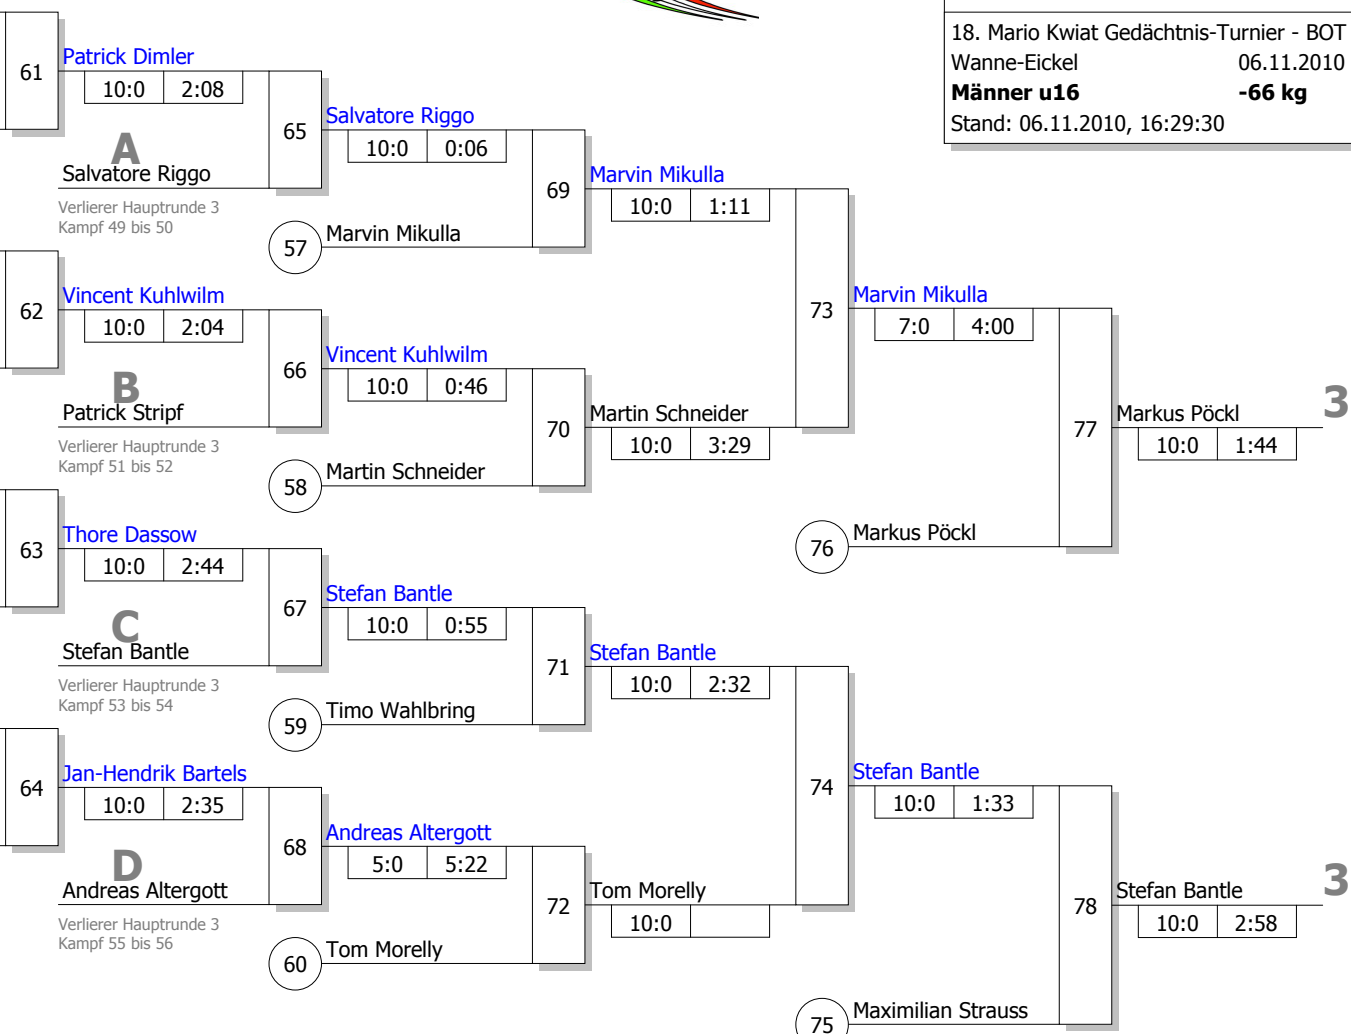 18. Mario Kwiat Gedächtnis-Turnier - BOT
Wanne-Eickel 06.11.2010
Männer u16 -66 kg
Stand: 06.11.2010, 16:29:30
61
Patrick Dimler
10:0 2:08
A
Salvatore Riggo
Verlierer Hauptrunde 3
Kampf 49 bis 50
62
Vincent Kuhlwilm
10:0 2:04
B
Patrick Stripf
Verlierer Hauptrunde 3
Kampf 51 bis 52
63
Thore Dassow
10:0 2:44
C
Stefan Bantle
Verlierer Hauptrunde 3
Kampf 53 bis 54
64
Jan-Hendrik Bartels
10:0 2:35
D
Andreas Altergott
Verlierer Hauptrunde 3
Kampf 55 bis 56
65
Salvatore Riggo
10:0 0:06
57
Marvin Mikulla
66
Vincent Kuhlwilm
10:0 0:46
58
Martin Schneider
67
Stefan Bantle
10:0 0:55
59
Timo Wahlbring
68
Andreas Altergott
5:0 5:22
60
Tom Morelly
69
Marvin Mikulla
10:0 1:11
70
Martin Schneider
10:0 3:29
71
Stefan Bantle
10:0 2:32
72
Tom Morelly
10:0
73
Marvin Mikulla
7:0 4:00
76
Markus Pöckl
74
Stefan Bantle
10:0 1:33
75
Maximilian Strauss
77
Markus Pöckl
10:0 1:44
3
78
Stefan Bantle
10:0 2:58
3